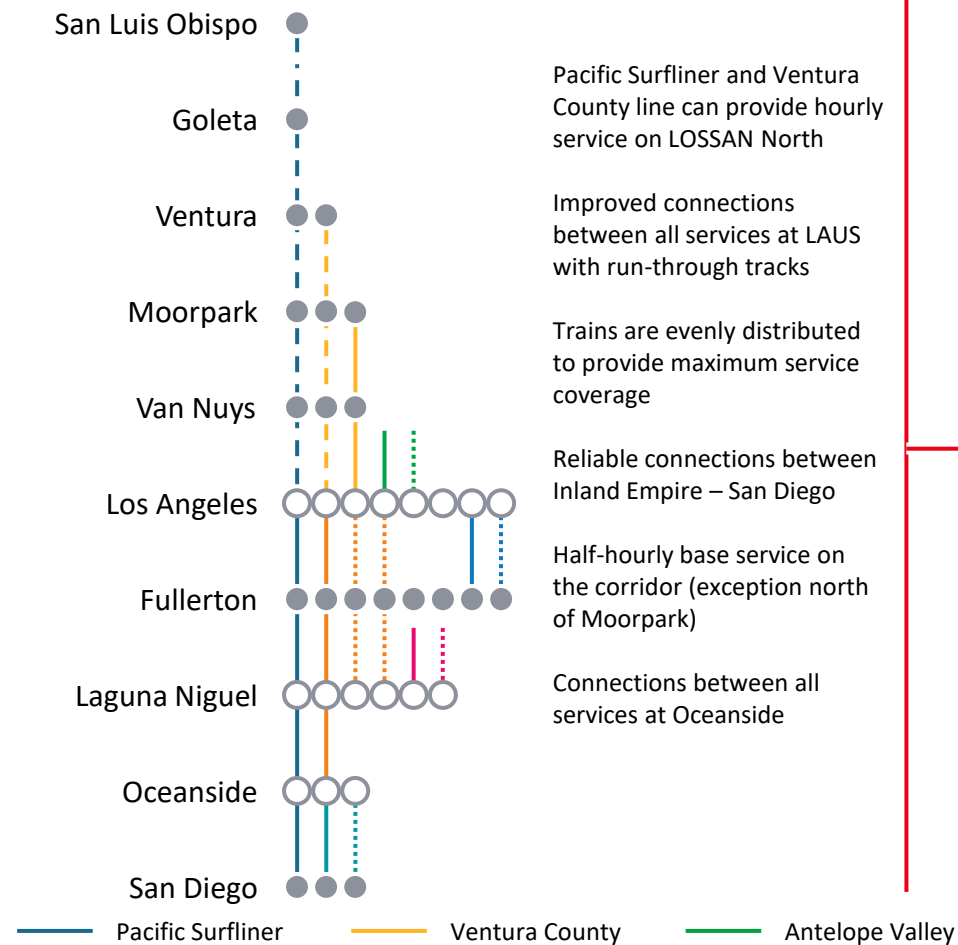 San Luis Obispo
Goleta
Ventura
Moorpark
Van Nuys
Los Angeles
Fullerton
Laguna Niguel
Oceanside
San Diego
Pacific Surfliner and Ventura
County line can provide hourly
service on LOSSAN North
Improved connections
between all services at LAUS
with run-through tracks
Trains are evenly distributed
to provide maximum service
coverage
Reliable connections between
Inland Empire – San Diego
Half-hourly base service on
the corridor (exception north
of Moorpark)
Connections between all
services at Oceanside
Pacific Surfliner
Ventura County
Antelope Valley